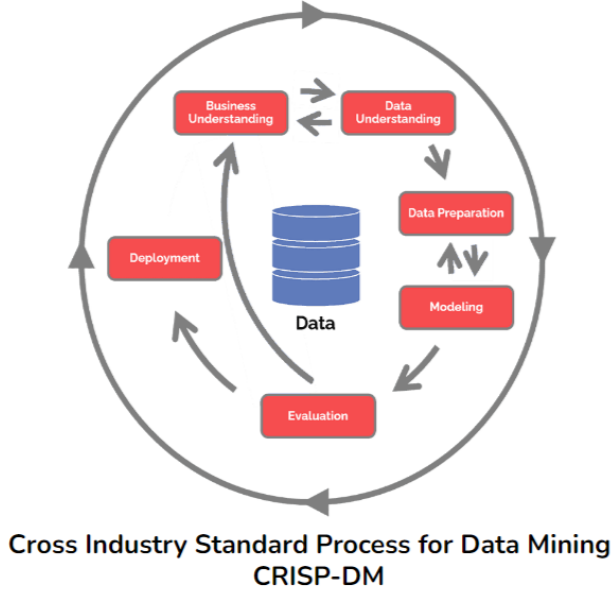 Business
Understanding
Data
Understanding
Data Preparation
Deployment
Modeling
Data
Evaluation
Cross Industry Standard Process for Data Mining
CRISP-DM